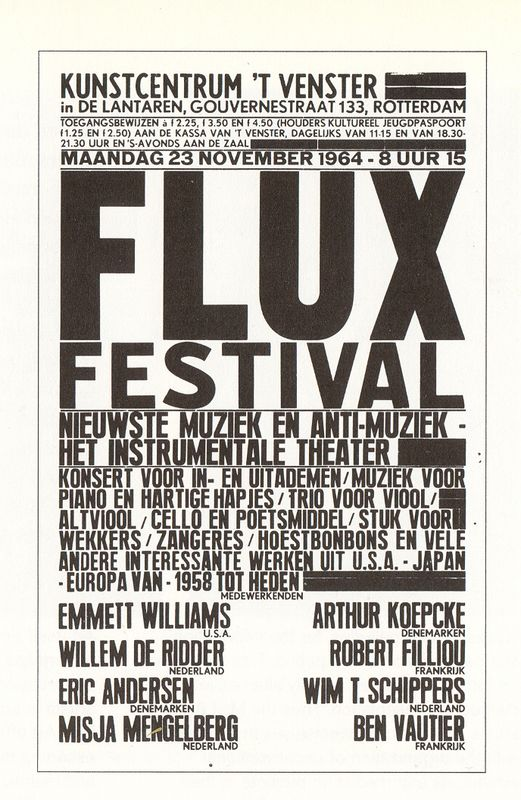 KUNSTCENTRUM 'T VENSTER
in DE LANTAREN, GOUVERNESTRAAT 133, ROTTERDAM
TOEGANGSBEWIJZEN à f 2.25, f 3.50 EN f 4.50 (HOUDERS KULTUREEL JEUGDPASPOORT
f 1.25 EN f 2.50) AAN DE KASSA VAN 'T VENSTER, DAGELIJKS VAN 11-15 EN VAN 18.30-
21.30 UUR EN 'S-AVONDS AAN DE ZAAL
MAANDAG 23 NOVEMBER 1964 - 8 UUR 15
FLUX
FESTIVAL
NIEUWSTE MUZIEK EN ANTI-MUZIEK -
HET INSTRUMENTALE THEATER
KONSERT VOOR IN- EN UITADEMEN / MUZIEK VOOR
PIANO EN HARTIGE HAPJES / TRIO VOOR VIOOL /
ALTVIOOL / CELLO EN POETSMIDDEL / STUK VOOR
WEKKERS / ZANGERES / HOESTBONBONS EN VELE
ANDERE INTERESSANTE WERKEN UIT U.S.A. - JAPAN
- EUROPA VAN - 1958 TOT HEDEN
MEDEWERKENDEN
EMMETT WILLIAMS
U.S.A.
ARTHUR KOEPCKE
DENEMARKEN
WILLEM DE RIDDER
NEDERLAND
ROBERT FILLIOU
FRANKRIJK
ERIC ANDERSEN
DENEMARKEN
WIM T. SCHIPPERS
NEDERLAND
MISJA MENGELBERG
NEDERLAND
BEN VAUTIER
FRANKRIJK